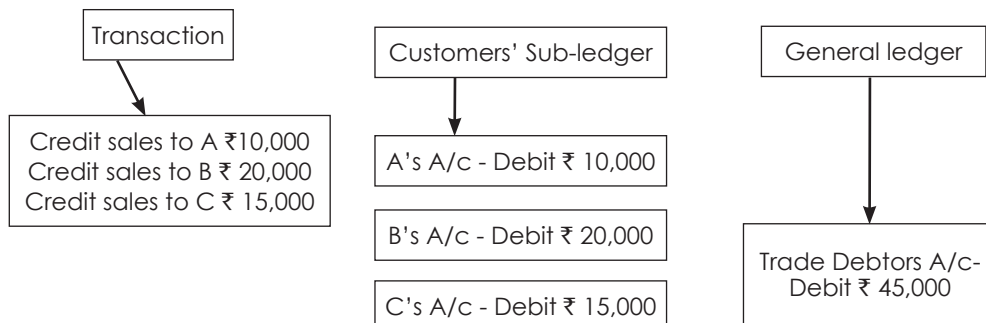 Transaction
Credit sales to A ₹10,000
Credit sales to B ₹ 20,000
Credit sales to C ₹ 15,000
Customers’ Sub-ledger
A’s A/c - Debit ₹ 10,000
B’s A/c - Debit ₹ 20,000
C’s A/c - Debit ₹ 15,000
General ledger
Trade Debtors A/c-
Debit ₹ 45,000